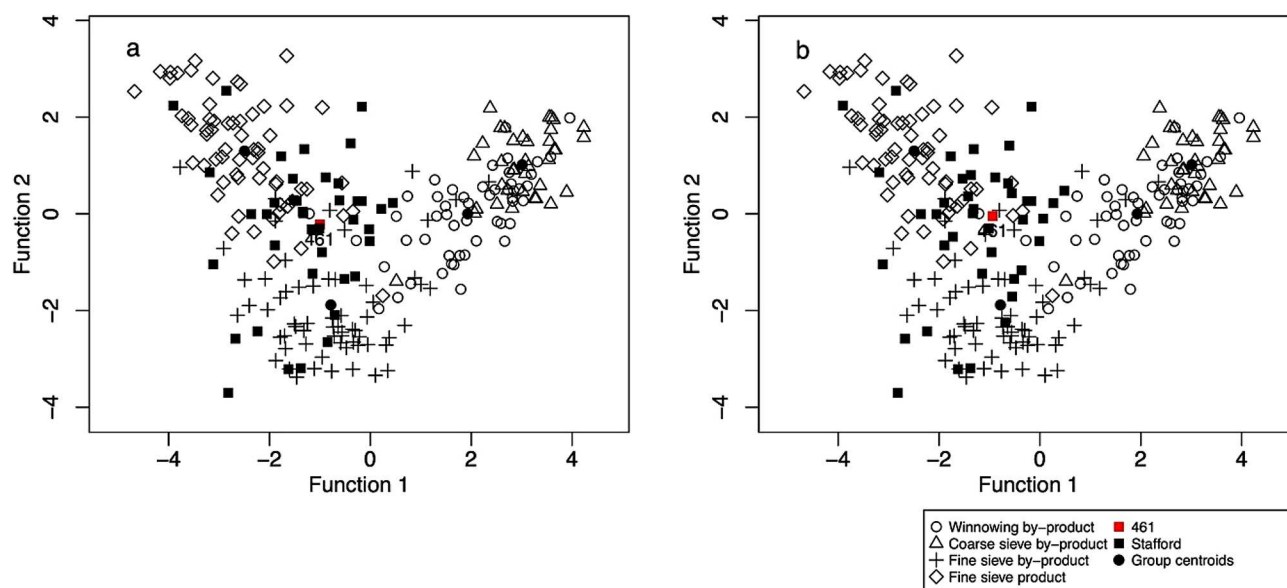 a
4
2
0
−2
−4
Function 2
461
−4
−2
0
2
4
Function 1
b
4
2
0
−2
−4
Function 2
461
−4
−2
0
2
4
Function 1
Winnowing by−product
Coarse sieve by−product
Fine sieve by−product
Fine sieve product
461
Stafford
Group centroids